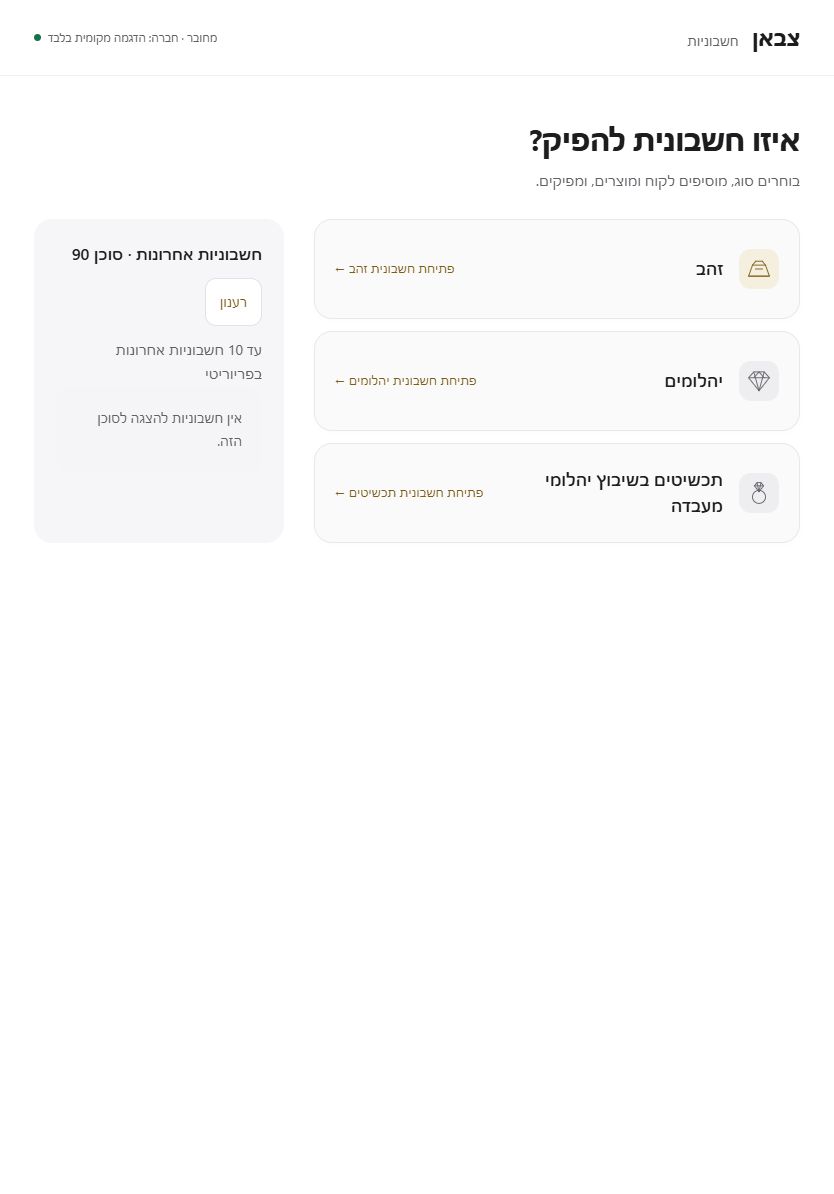 צבאן חשבוניות
מחובר · חברה: הדגמה מקומית בלבד
איזו חשבונית להפיק?
בוחרים סוג, מוסיפים לקוח ומוצרים, ומפיקים.
זהב
פתיחת חשבונית זהב ←
יהלומים
פתיחת חשבונית יהלומים ←
תכשיטים בשיבוץ יהלומי
מעבדה
פתיחת חשבונית תכשיטים ←
חשבוניות אחרונות · סוכן 90
רענון
עד 10 חשבוניות אחרונות
בפריוריטי
אין חשבוניות להצגה לסוכן
הזה.